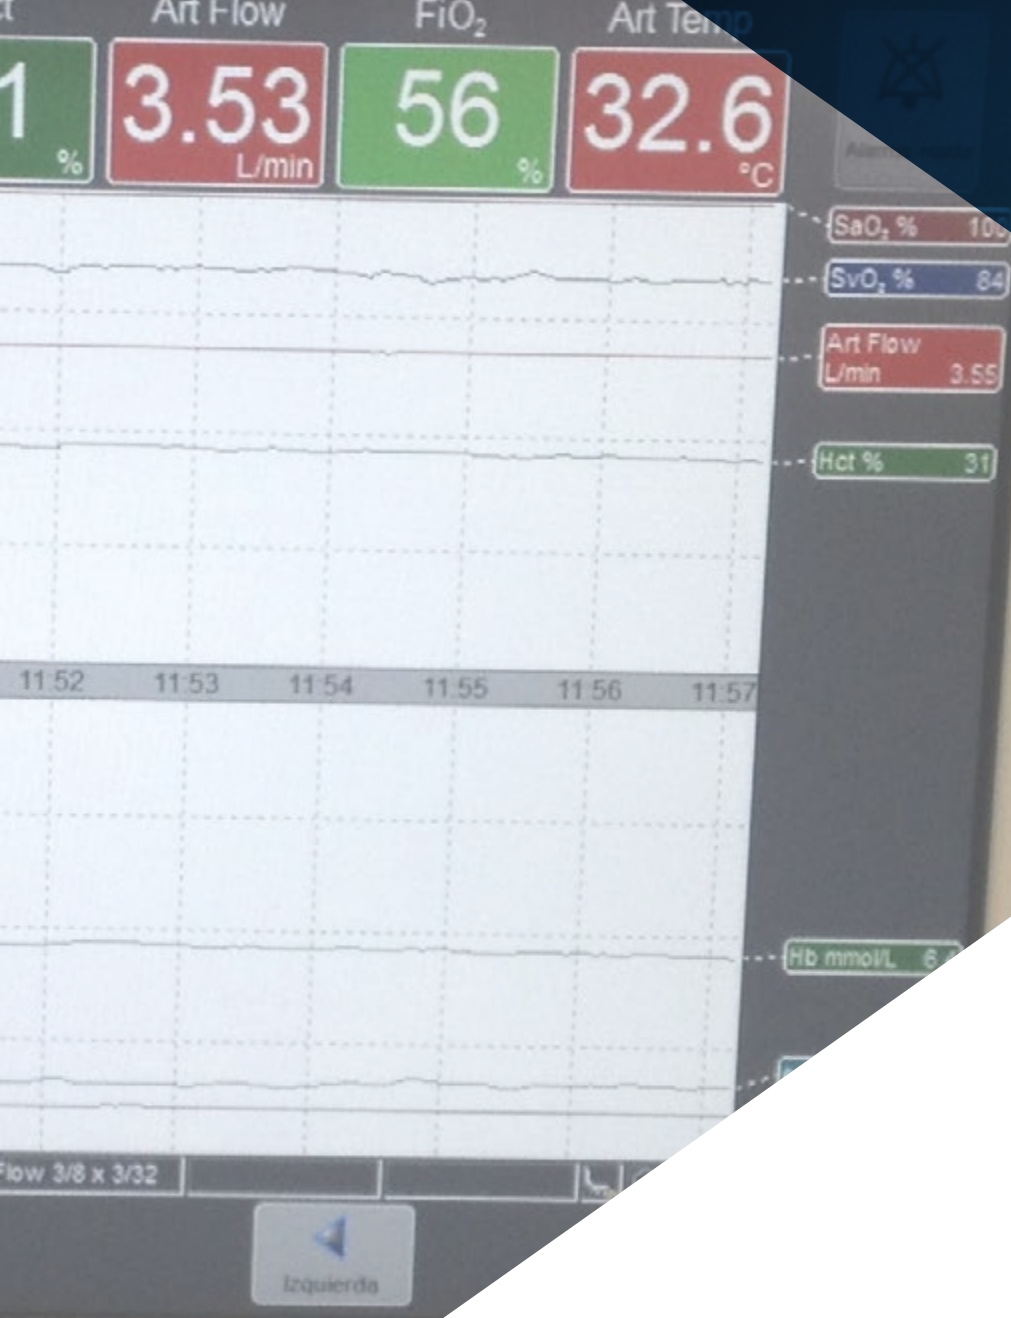 Art Flow
FiO₂
Art Temp
1 %
3.53 L/min
56 %
32.6 °C
SaO₂ %
SvO₂ % 84
Art Flow
L/min 3.55
Hct % 31
11:52 11:53 11:54 11:55 11:56 11:57
Hb mmol/L 6
Flow 3/8 x 3/32
Izquierda